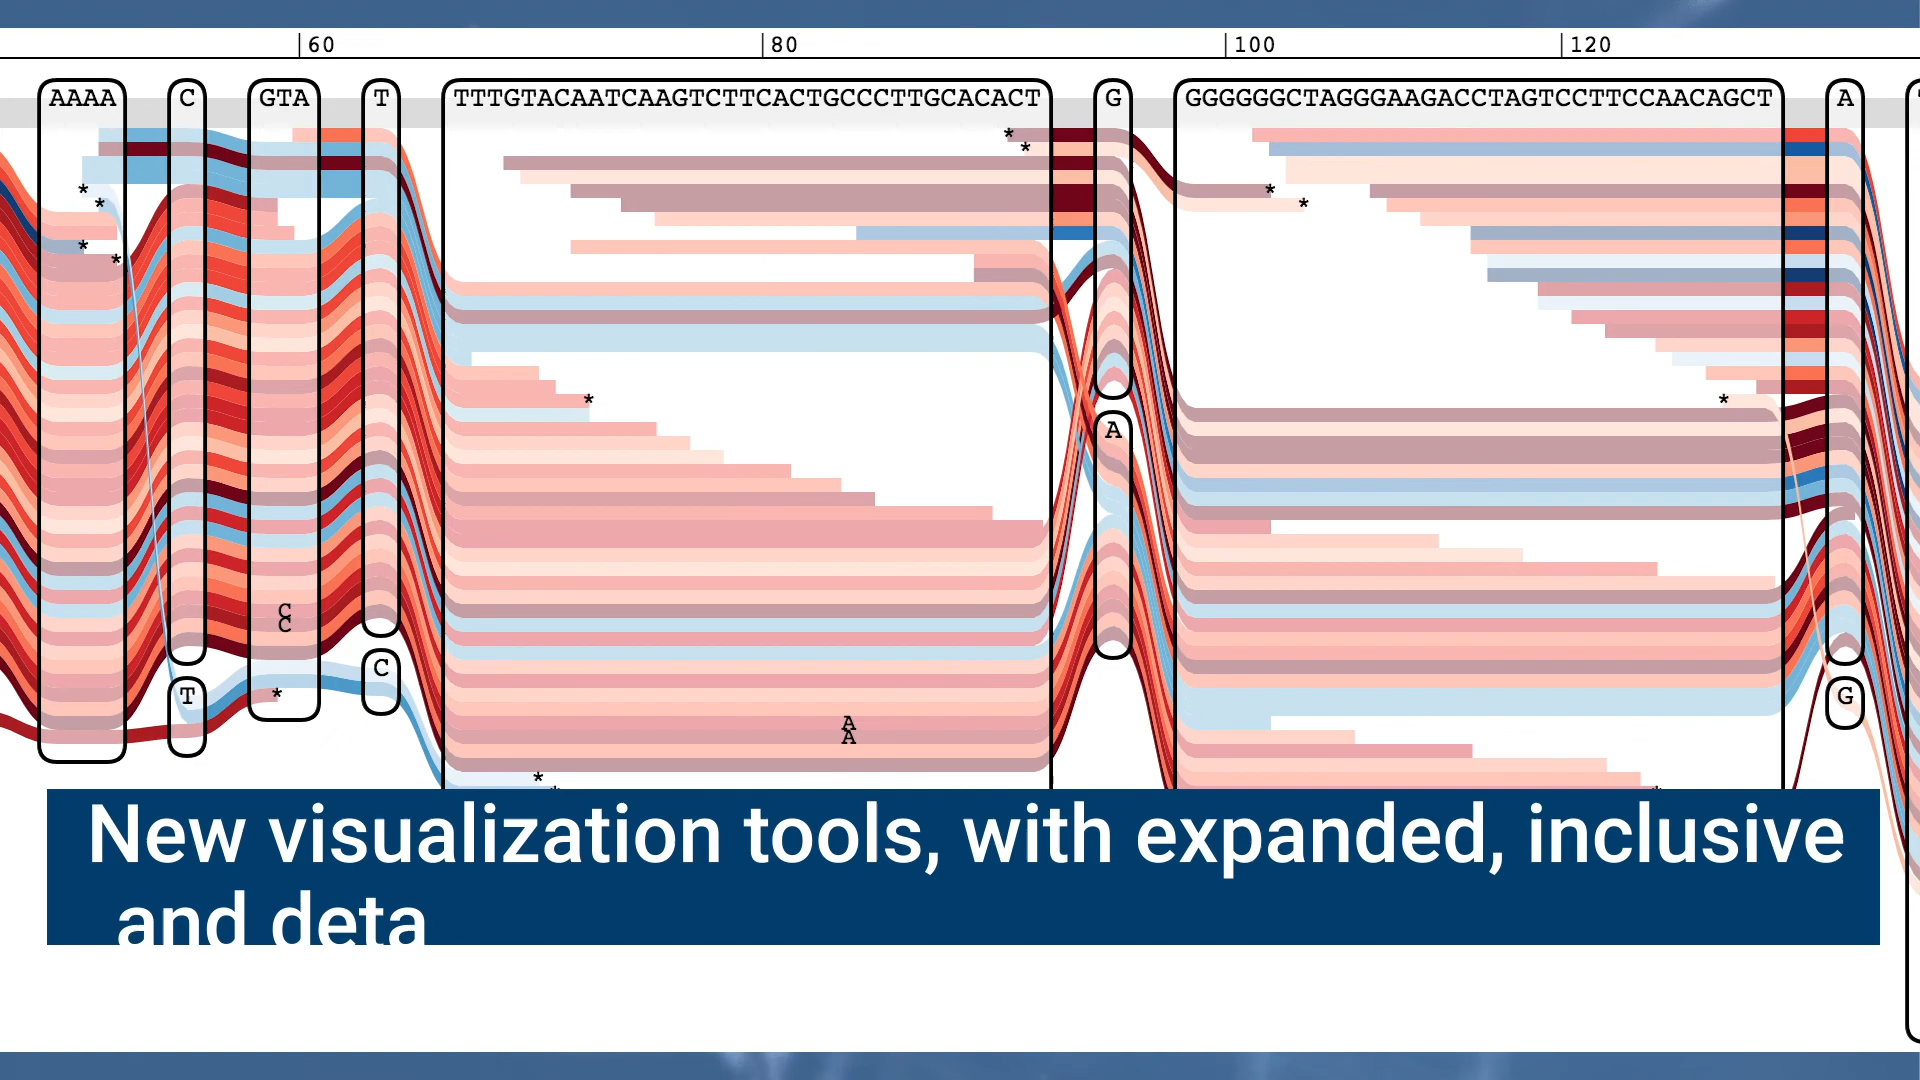 60 80 100 120
AAAA C GTA T TTTGTACAATCAAGTCTTCACTGCCCTTGCACACT G GGGGGGCTAGGGAAGACCTAGTCCTTCCAACAGCT A
* *
* *
* *
* *
*
* *
A
C
C
C
T * G
A
A
*
New visualization tools, with expanded, inclusive
and deta